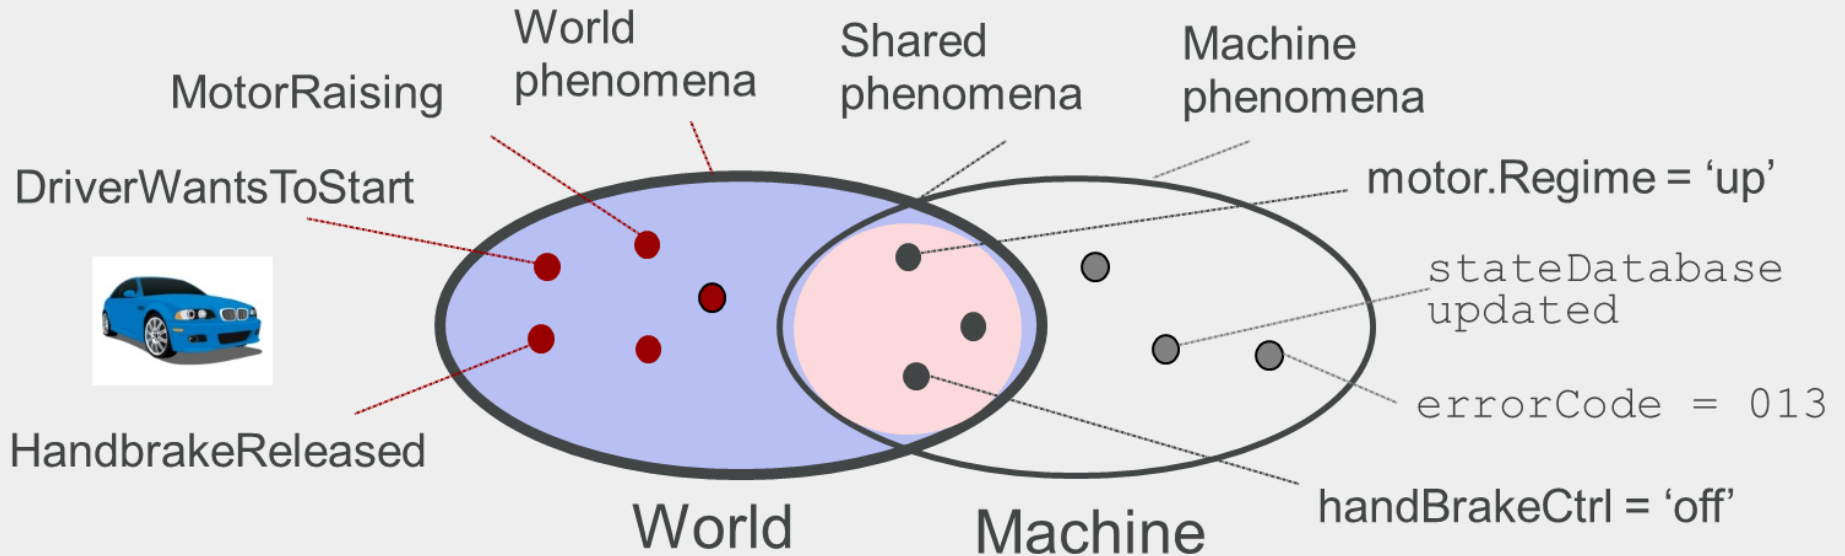 World
phenomena
Shared
phenomena
Machine
phenomena
MotorRaising
DriverWantsToStart
motor.Regime = ‘up’
stateDatabase
updated
errorCode = 013
HandbrakeReleased
handBrakeCtrl = ‘off’
World
Machine